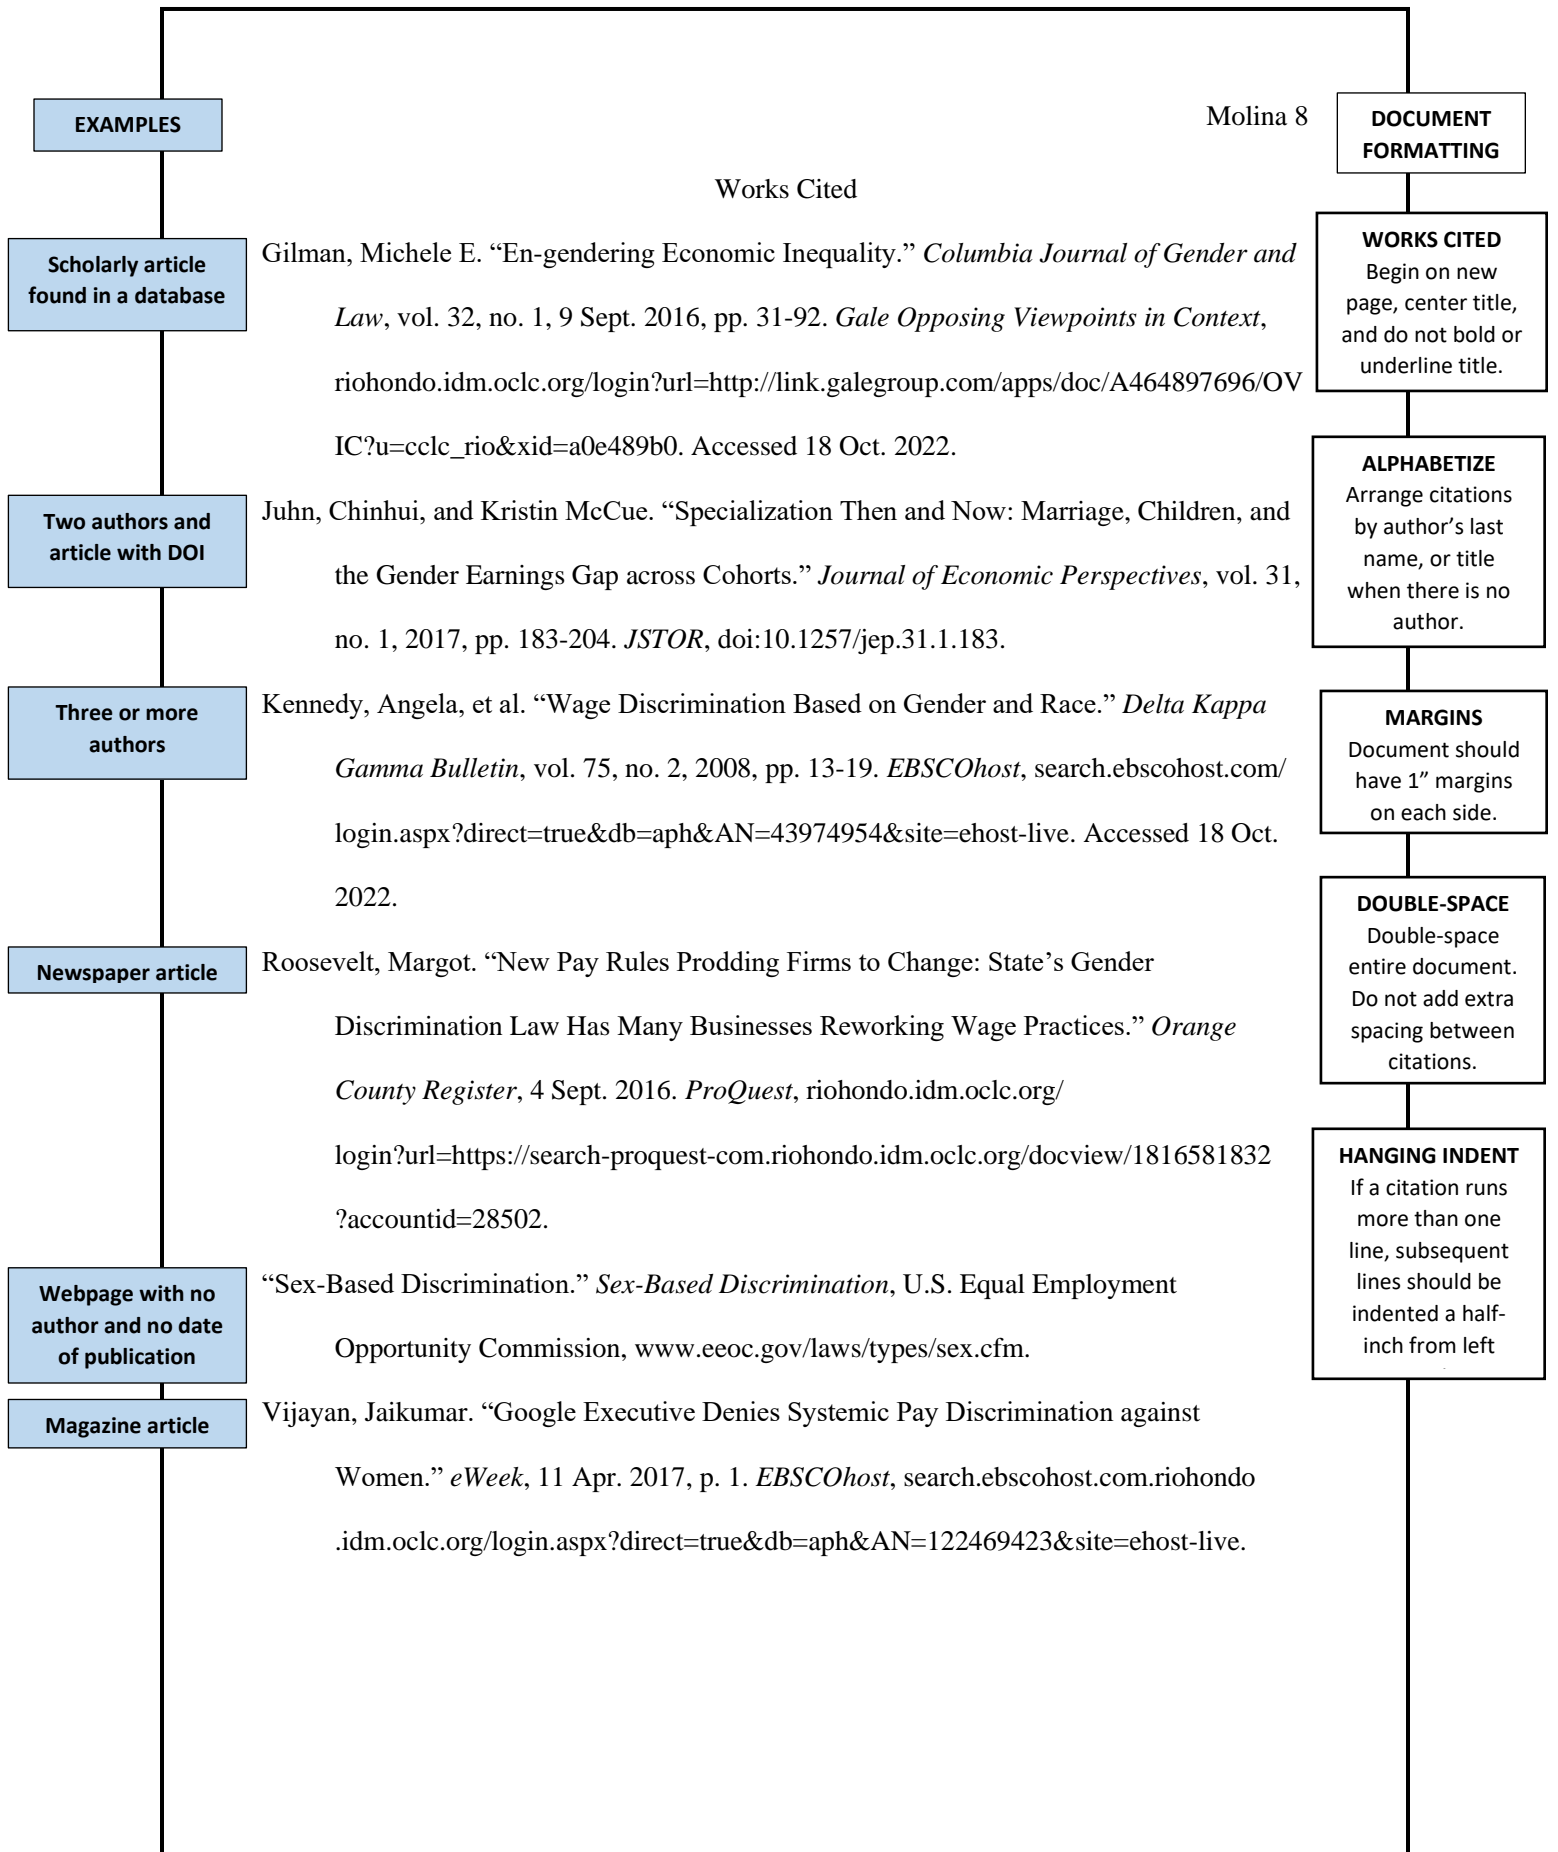 EXAMPLES
Molina 8
DOCUMENT
FORMATTING
Works Cited
Scholarly article
found in a database
Gilman, Michele E. “En-gendering Economic Inequality.” Columbia Journal of Gender and
Law, vol. 32, no. 1, 9 Sept. 2016, pp. 31-92. Gale Opposing Viewpoints in Context,
riohondo.idm.oclc.org/login?url=http://link.galegroup.com/apps/doc/A464897696/OV
IC?u=cclc_rio&xid=a0e489b0. Accessed 18 Oct. 2022.
WORKS CITED
Begin on new
page, center title,
and do not bold or
underline title.
Two authors and
article with DOI
Juhn, Chinhui, and Kristin McCue. “Specialization Then and Now: Marriage, Children, and
the Gender Earnings Gap across Cohorts.” Journal of Economic Perspectives, vol. 31,
no. 1, 2017, pp. 183-204. JSTOR, doi:10.1257/jep.31.1.183.
ALPHABETIZE
Arrange citations
by author’s last
name, or title
when there is no
author.
Three or more
authors
Kennedy, Angela, et al. “Wage Discrimination Based on Gender and Race.” Delta Kappa
Gamma Bulletin, vol. 75, no. 2, 2008, pp. 13-19. EBSCOhost, search.ebscohost.com/
login.aspx?direct=true&db=aph&AN=43974954&site=ehost-live. Accessed 18 Oct.
2022.
MARGINS
Document should
have 1” margins
on each side.
DOUBLE-SPACE
Double-space
entire document.
Do not add extra
spacing between
citations.
Newspaper article
Roosevelt, Margot. “New Pay Rules Prodding Firms to Change: State’s Gender
Discrimination Law Has Many Businesses Reworking Wage Practices.” Orange
County Register, 4 Sept. 2016. ProQuest, riohondo.idm.oclc.org/
login?url=https://search-proquest-com.riohondo.idm.oclc.org/docview/1816581832
?accountid=28502.
HANGING INDENT
If a citation runs
more than one
line, subsequent
lines should be
indented a half-
inch from left
Webpage with no
author and no date
of publication
“Sex-Based Discrimination.” Sex-Based Discrimination, U.S. Equal Employment
Opportunity Commission, www.eeoc.gov/laws/types/sex.cfm.
Magazine article
Vijayan, Jaikumar. “Google Executive Denies Systemic Pay Discrimination against
Women.” eWeek, 11 Apr. 2017, p. 1. EBSCOhost, search.ebscohost.com.riohondo
.idm.oclc.org/login.aspx?direct=true&db=aph&AN=122469423&site=ehost-live.